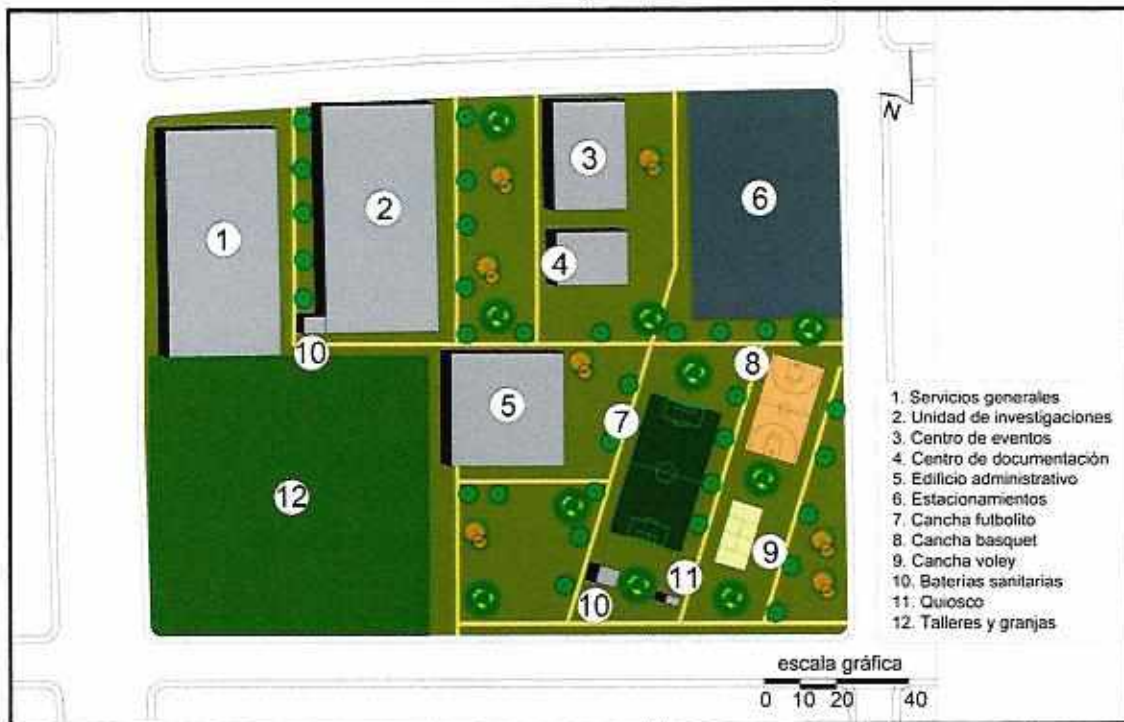 N
1
2
3
4
5
6
7
8
9
10
10
11
12
1. Servicios generales
2. Unidad de investigaciones
3. Centro de eventos
4. Centro de documentación
5. Edificio administrativo
6. Estacionamientos
7. Cancha futbolito
8. Cancha basquet
9. Cancha voley
10. Baterias sanitarias
11. Quiosco
12. Talleres y granjas
escala gráfica
0 10 20 40